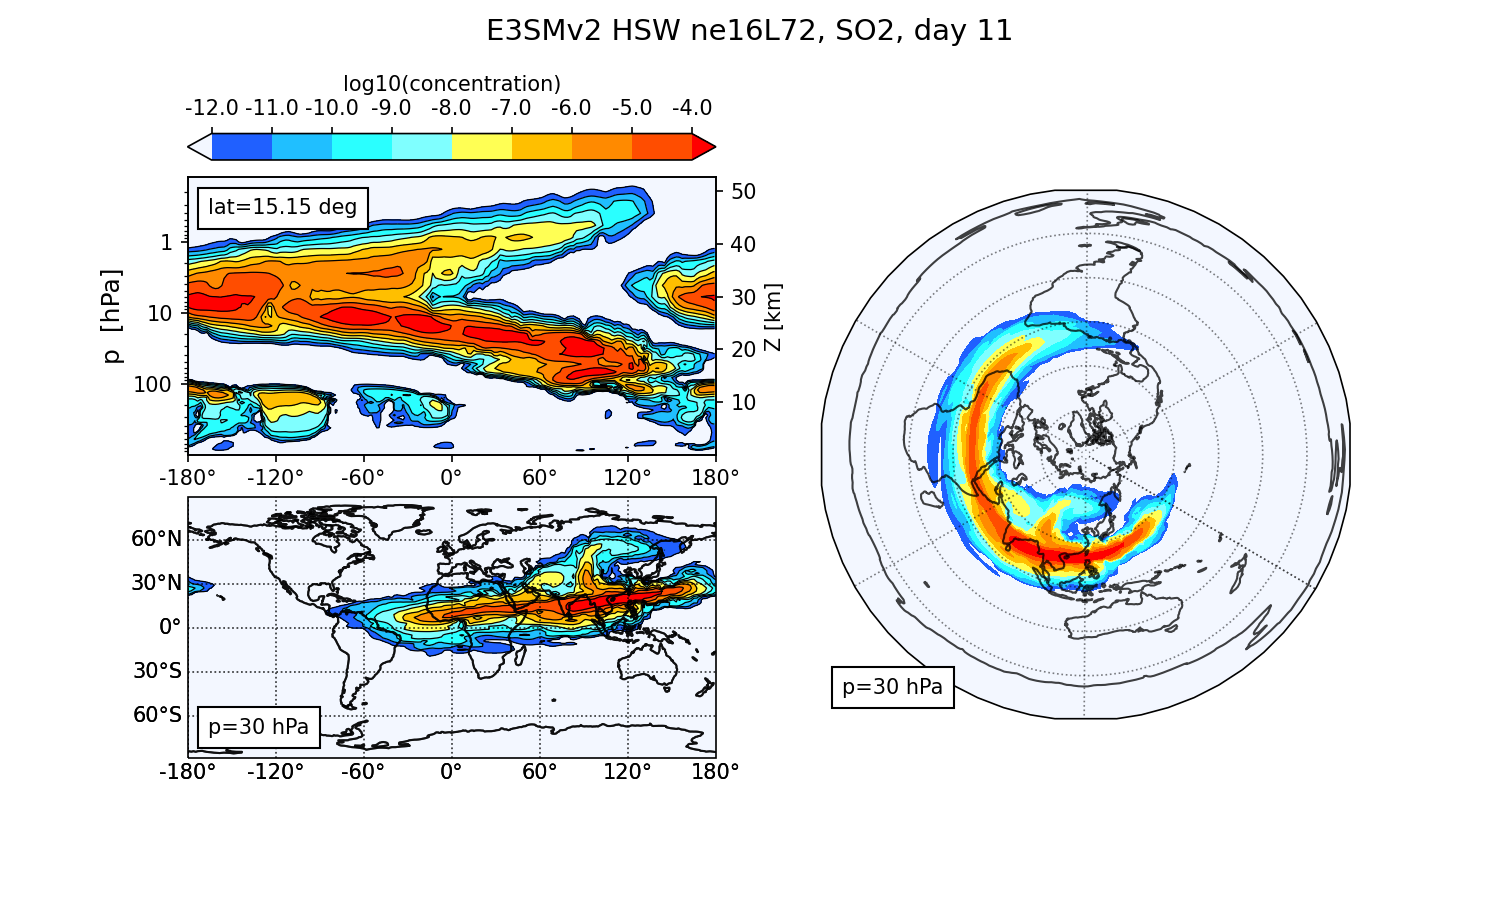 E3SMv2 HSW ne16L72, SO2, day 11
log10(concentration)
-12.0 -11.0 -10.0 -9.0 -8.0 -7.0 -6.0 -5.0 -4.0
lat=15.15 deg
p [hPa]
1
10
100
50
40
30
20
10
Z [km]
-180° -120° -60° 0° 60° 120° 180°
60°N
30°N
0°
30°S
60°S
p=30 hPa
-180° -120° -60° 0° 60° 120° 180°
p=30 hPa